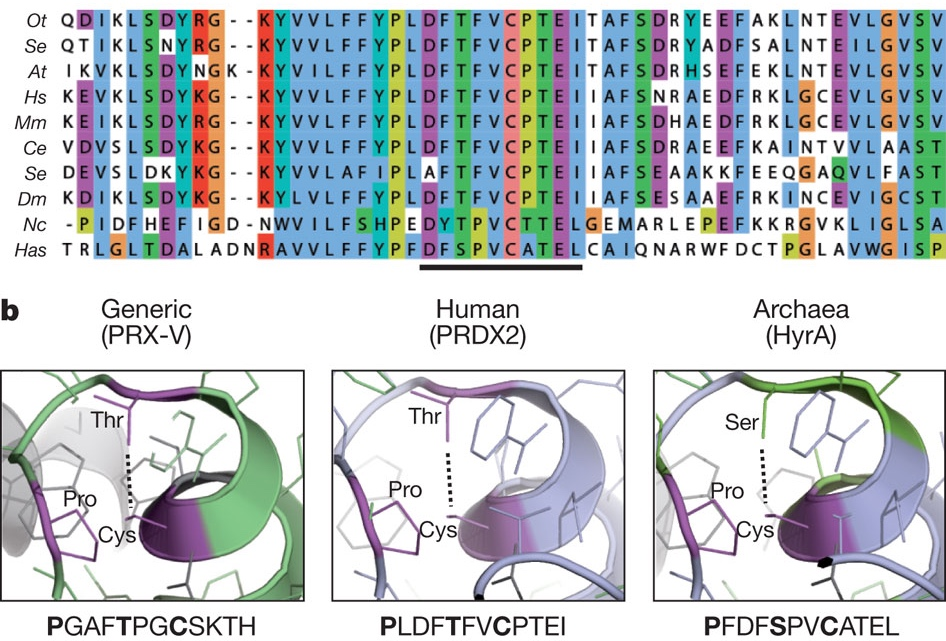 Ot QDIKLSDYRG--KYVVLFFYPLDFTFVCPTEITAFSDRYEEFAKLNTEVLGVSV
Se QTIKLSNYRG--KYVVLFFYPLDFTFVCPTEITAFSDRYADFSALNTEILGVSV
At IKVKLSDYNGK-KYVILFFYPLDFTFVCPTEITAFSDRHSEFEKLNTEVLGVSV
Hs KEVKLSDYKG--KYVVLFFYPLDFTFVCPTEIIAFSNRAEDFRKLGCEVLGVSV
Mm KEIKLSDYRG--KYVVLFFYPLDFTFVCPTEIIAFSDHAEDFRKLGCEVLGVSV
Ce VDVSLSDYKG--KYVVLFFYPLDFTFVCPTEIIAFSDRAEEFKAINTVVLAAST
Se DEVSLDKYKG--KYVVLAFIPLAFTFVCPTEIIAFSEAAKKFEEQGAQVLFAST
Dm KDIKLSDYKG--KYLVLFFYPLDFTFVCPTEIIAFSESAAEFRKINCEVIGCST
Nc -PIDFHEFIGD-NWVILFSHPEDYTPVCTTELGEMARLEPEFKKRGVKLIGLSA
Has TRLGLTDALADNRAVVLFFYPFDFSPVCATELCAIQNARWFDCTPGLAVWGISP
b
Generic
(PRX-V)
Human
(PRDX2)
Archaea
(HyrA)
Thr
Pro
Cys
Thr
Pro
Cys
Ser
Pro
Cys
PGAFTPGCSKTH
PLDFTFVCPTEI
PFDFSPVCATEL